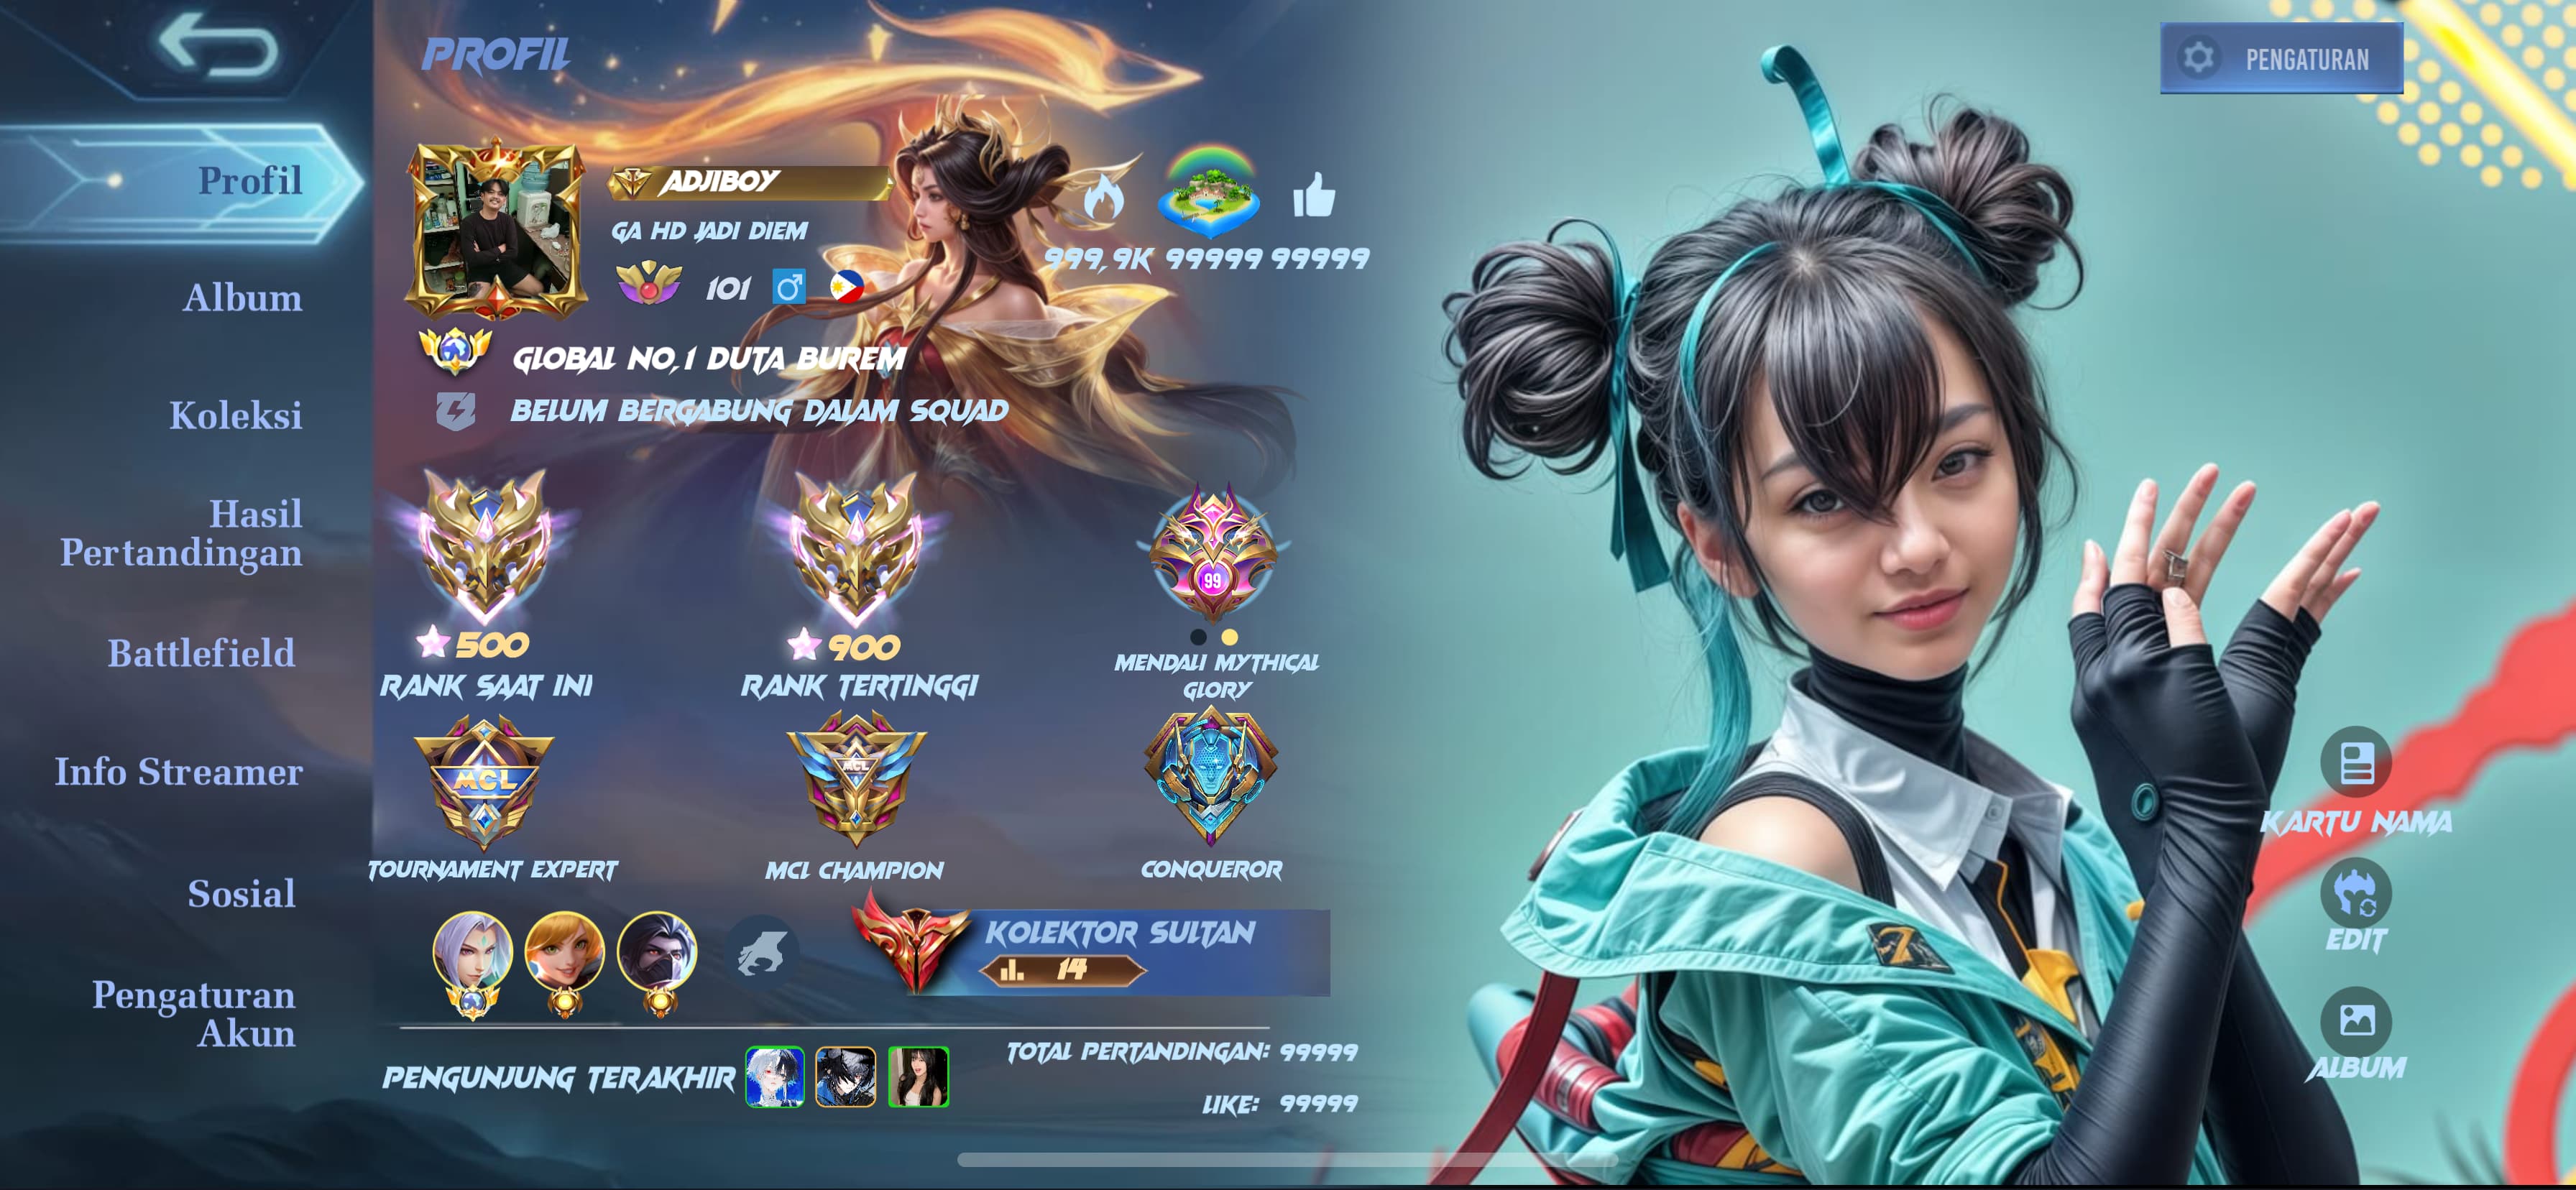 PROFIL
PENGATURAN
Profil
Album
Koleksi
Hasil
Pertandingan
Battlefield
Info Streamer
Sosial
Pengaturan
Akun
ADJIBOY
GA HD JADI DIEM
101
999,9K 99999 99999
GLOBAL NO,1 DUTA BUREM
BELUM BERGABUNG DALAM SQUAD
500
RANK SAAT INI
900
RANK TERTINGGI
99
MENDALI MYTHICAL
GLORY
MCL
TOURNAMENT EXPERT
MCL
MCL CHAMPION
CONQUEROR
KOLEKTOR SULTAN
14
PENGUNJUNG TERAKHIR
TOTAL PERTANDINGAN: 99999
LIKE: 99999
7
KARTU NAMA
EDIT
ALBUM